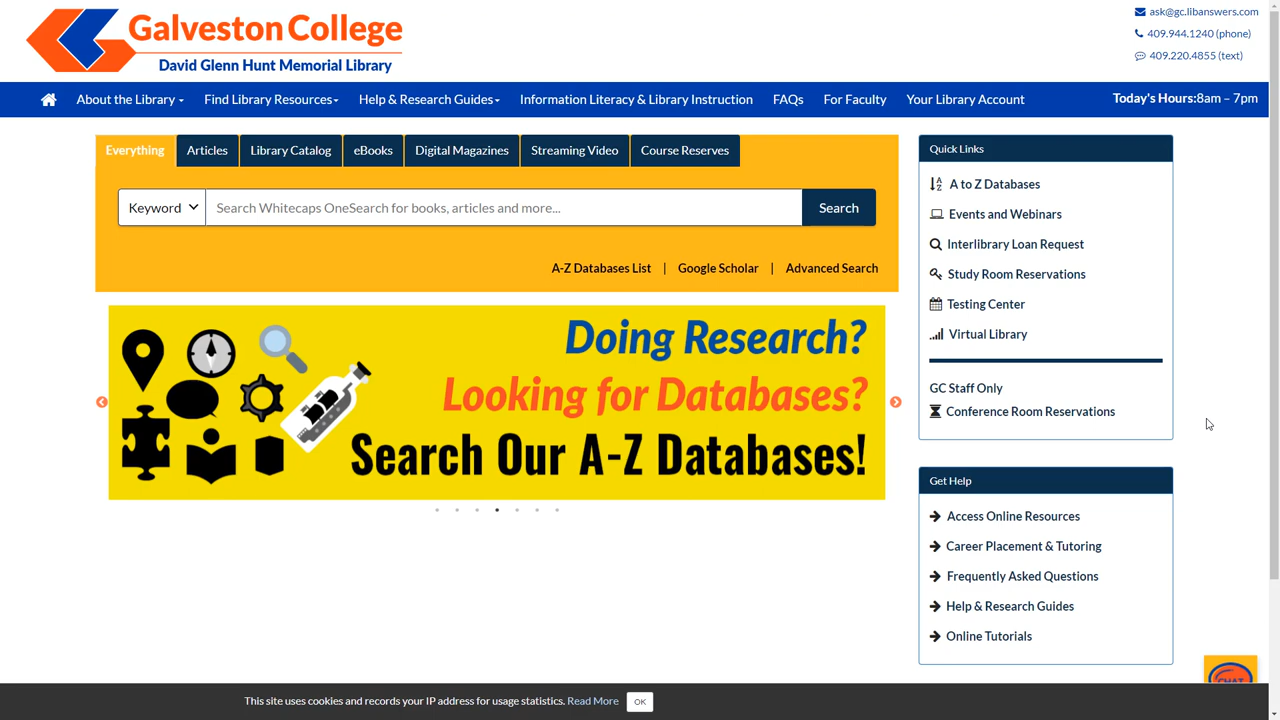 Galveston College
David Glenn Hunt Memorial Library
ask@gc.libanswers.com
409.944.1240 (phone)
409.220.4855 (text)
About the Library
Find Library Resources
Help & Research Guides
Information Literacy & Library Instruction
FAQs
For Faculty
Your Library Account
Today's Hours:8am – 7pm
Everything
Articles
Library Catalog
eBooks
Digital Magazines
Streaming Video
Course Reserves
Keyword
Search Whitecaps OneSearch for books, articles and more...
Search
A-Z Databases List | Google Scholar | Advanced Search
Doing Research?
Looking for Databases?
Search Our A-Z Databases!
Quick Links
A to Z Databases
Events and Webinars
Interlibrary Loan Request
Study Room Reservations
Testing Center
Virtual Library
GC Staff Only
Conference Room Reservations
Get Help
Access Online Resources
Career Placement & Tutoring
Frequently Asked Questions
Help & Research Guides
Online Tutorials
CHAT
This site uses cookies and records your IP address for usage statistics. Read More
OK